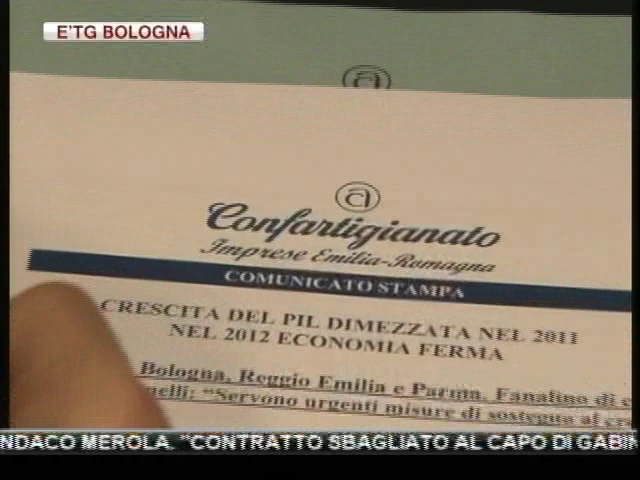 E'TG BOLOGNA
a
a
Confartigianato
Imprese Emilia-Romagna
COMUNICATO STAMPA
CRESCITA DEL PIL DIMEZZATA NEL 2011
NEL 2012 ECONOMIA FERMA
Bologna, Reggio Emilia e Parma. Fanalino di c
nelli: "Servono urgenti misure di sostegno al cre
NDACO MEROLA. "CONTRATTO SBAGLIATO AL CAPO DI GABIN